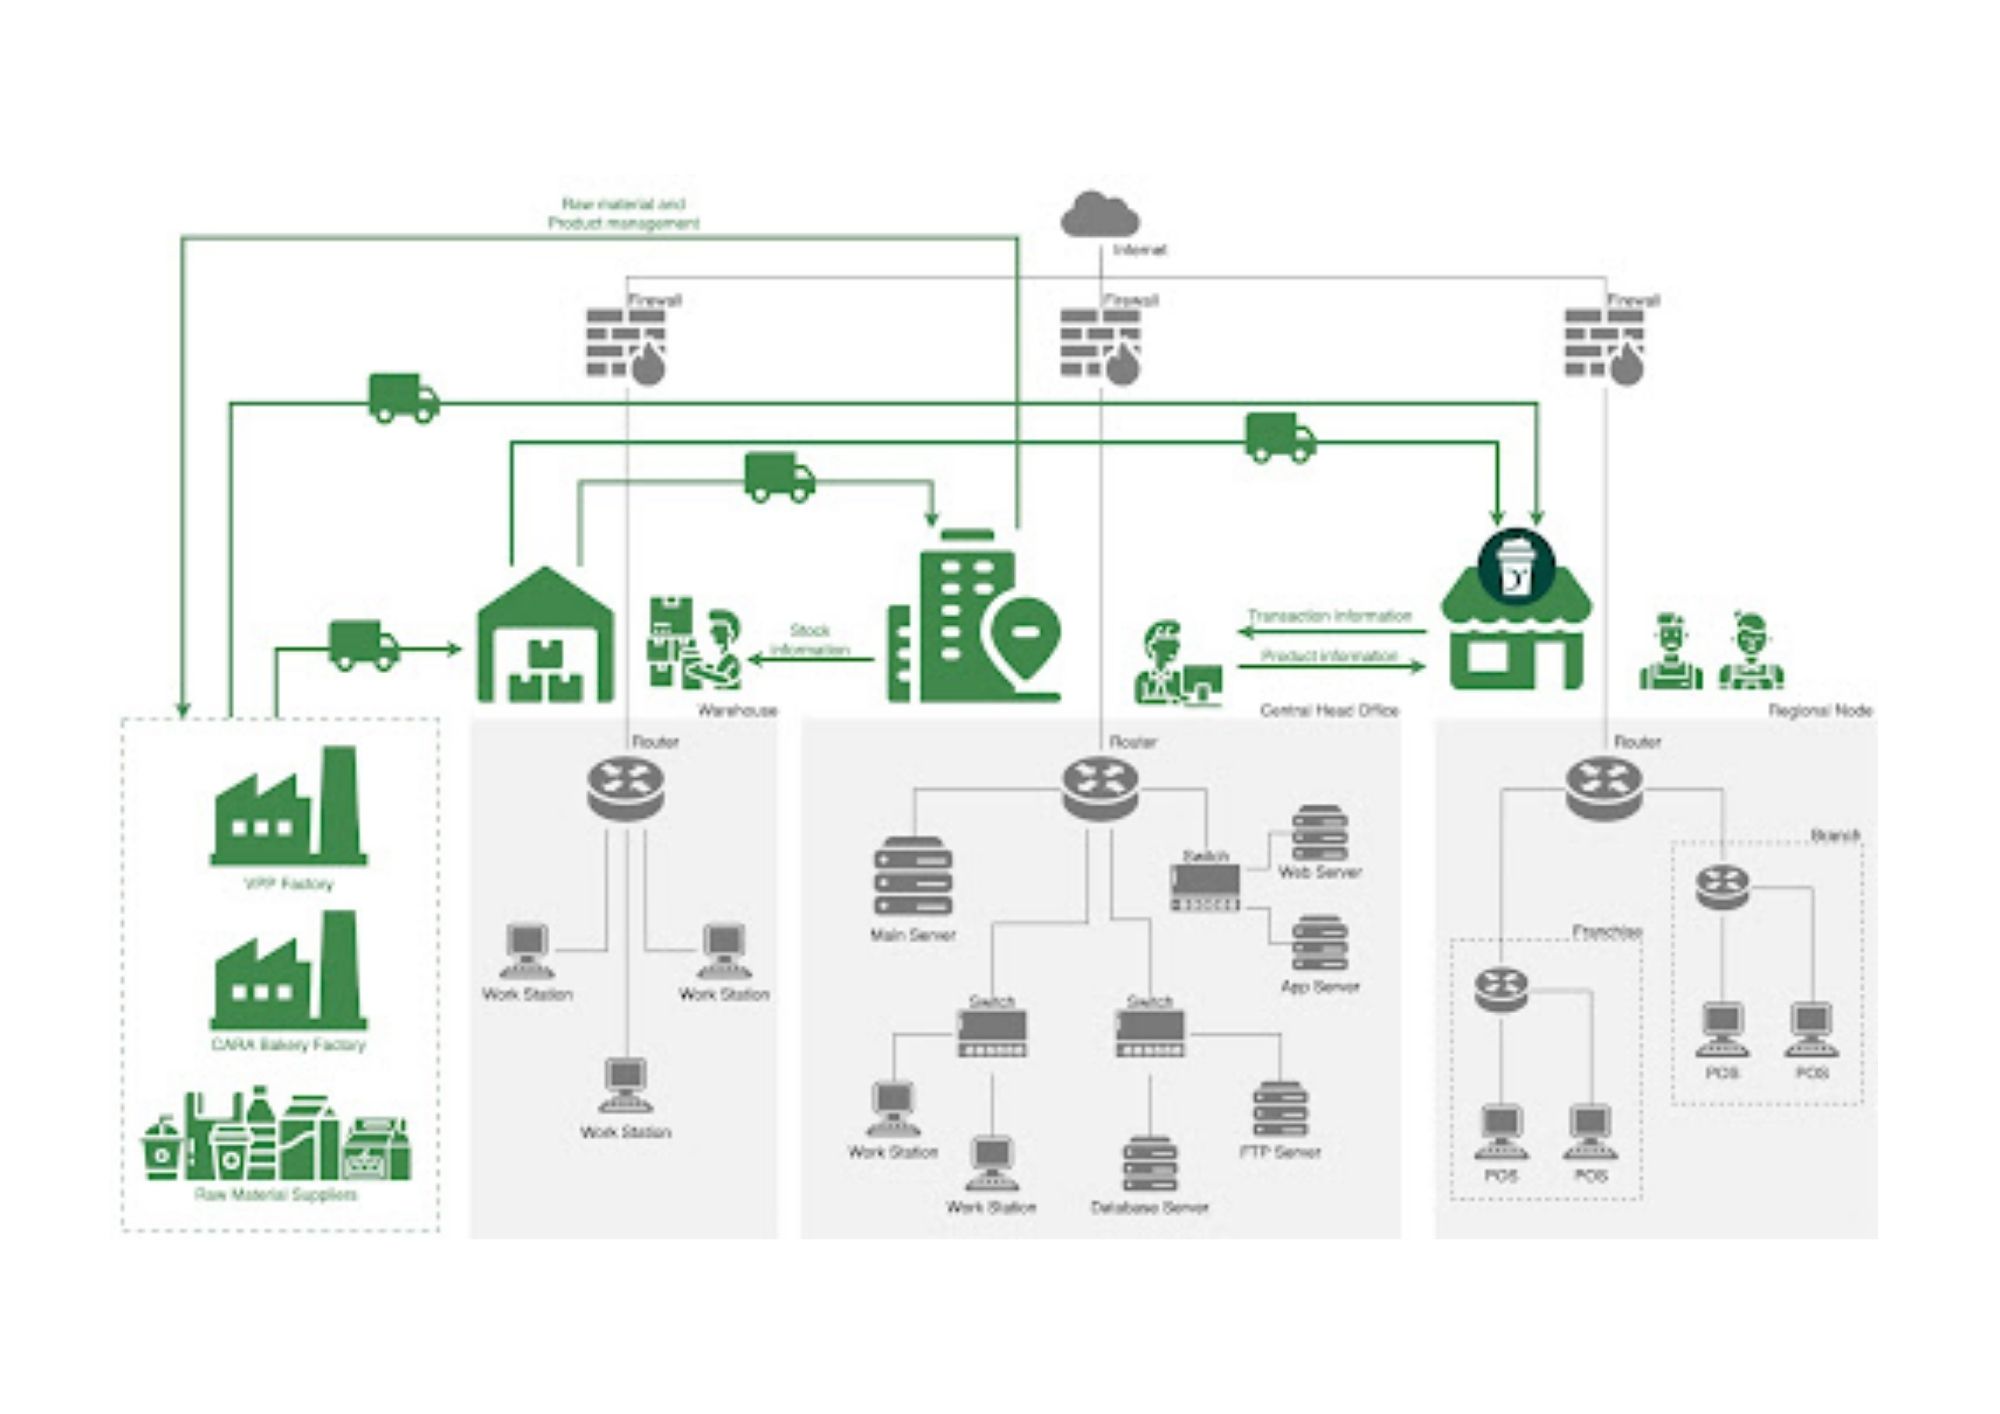 Raw material and
Product management
Internet
Firewall
Firewall
Firewall
Stock
information
Transaction information
Product information
Warehouse
Central Head Office
Regional Node
Router
Router
Router
VPP Factory
CARA Bakery Factory
Raw Material Suppliers
Work Station
Work Station
Work Station
Main Server
Switch
Web Server
App Server
Switch
Switch
Work Station
Work Station
Database Server
FTP Server
Branch
POS
POS
Franchise
POS
POS